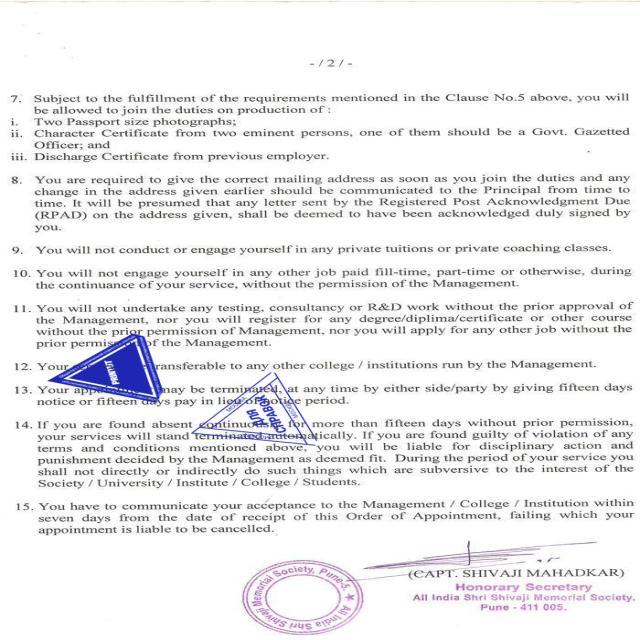 - / 2 / -
7. Subject to the fulfillment of the requirements mentioned in the Clause No.5 above, you will
be allowed to join the duties on production of :
i. Two Passport size photographs;
ii. Character Certificate from two eminent persons, one of them should be a Govt. Gazetted
Officer; and
iii. Discharge Certificate from previous employer.
8. You are required to give the correct mailing address as soon as you join the duties and any
change in the address given earlier should be communicated to the Principal from time to
time. It will be presumed that any letter sent by the Registered Post Acknowledgment Due
(RPAD) on the address given, shall be deemed to have been acknowledged duly signed by
you.
9. You will not conduct or engage yourself in any private tuitions or private coaching classes.
10. You will not engage yourself in any other job paid fill-time, part-time or otherwise, during
the continuance of your service, without the permission of the Management.
11. You will not undertake any testing, consultancy or R&D work without the prior approval of
the Management, nor you will register for any degree/diploma/certificate or other course
without the prior permission of Management, nor you will apply for any other job without the
prior permission of the Management.
12. Your transferable to any other college / institutions run by the Management.
13. Your may be terminated, at any time by either side/party by giving fifteen days
notice or fifteen days pay in lieu of notice period.
14. If you are found absent for more than fifteen days without prior permission,
your services will stand terminated automatically. If you are found guilty of violation of any
terms and conditions mentioned above, you will be liable for disciplinary action and
punishment decided by the Management as deemed fit. During the period of your service you
shall not directly or indirectly do such things which are subversive to the interest of the
Society / University / Institute / College / Students.
15. You have to communicate your acceptance to the Management / College / Institution within
seven days from the date of receipt of this Order of Appointment, failing which your
appointment is liable to be cancelled.
(CAPT. SHIVAJI MAHADKAR)
Honorary Secretary
All India Shri Shivaji Memorial Society,
Pune - 411 005.
All India Shri Shivaji Memorial Society, Pune-5.